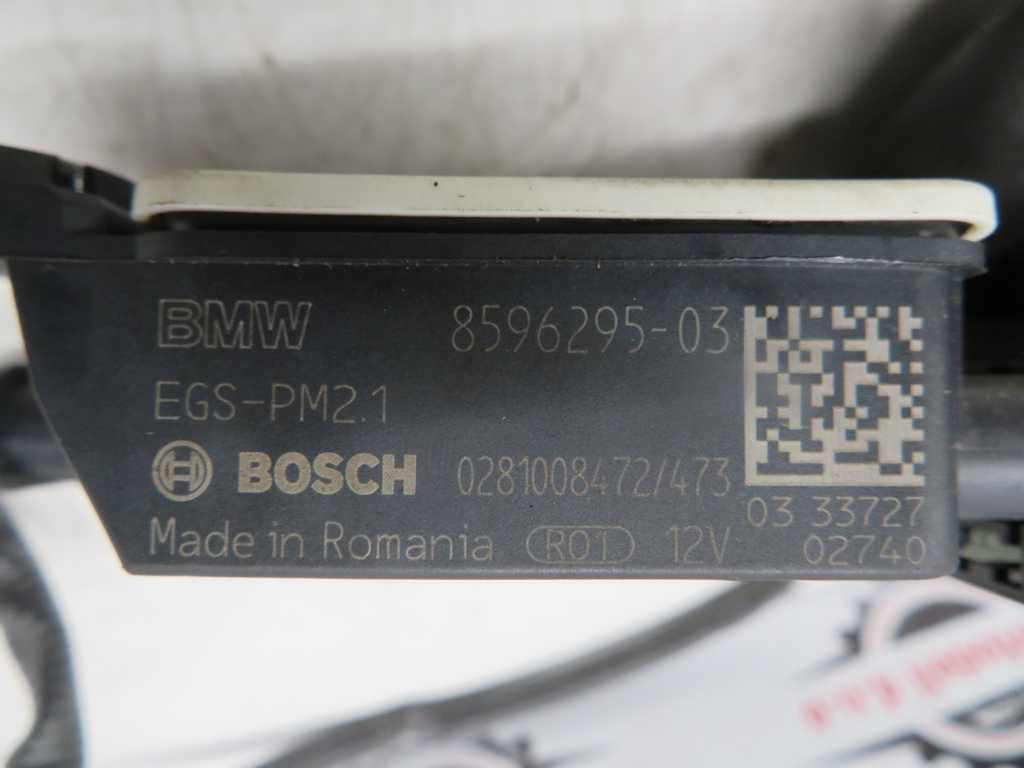 BMW 8596295-03
EGS-PM2.1
BOSCH 0281008472/473
03 33727
Made in Romania R01 12V
02740
d.o.o